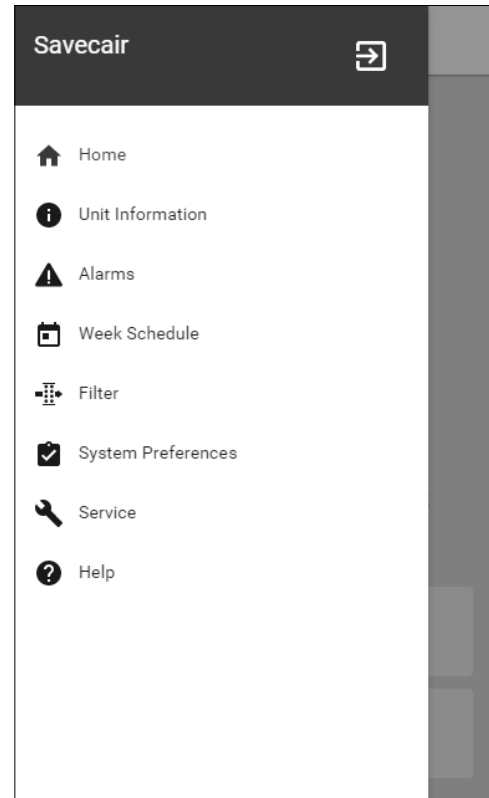 Savecair
Home
Unit Information
Alarms
Week Schedule
Filter
System Preferences
Service
Help